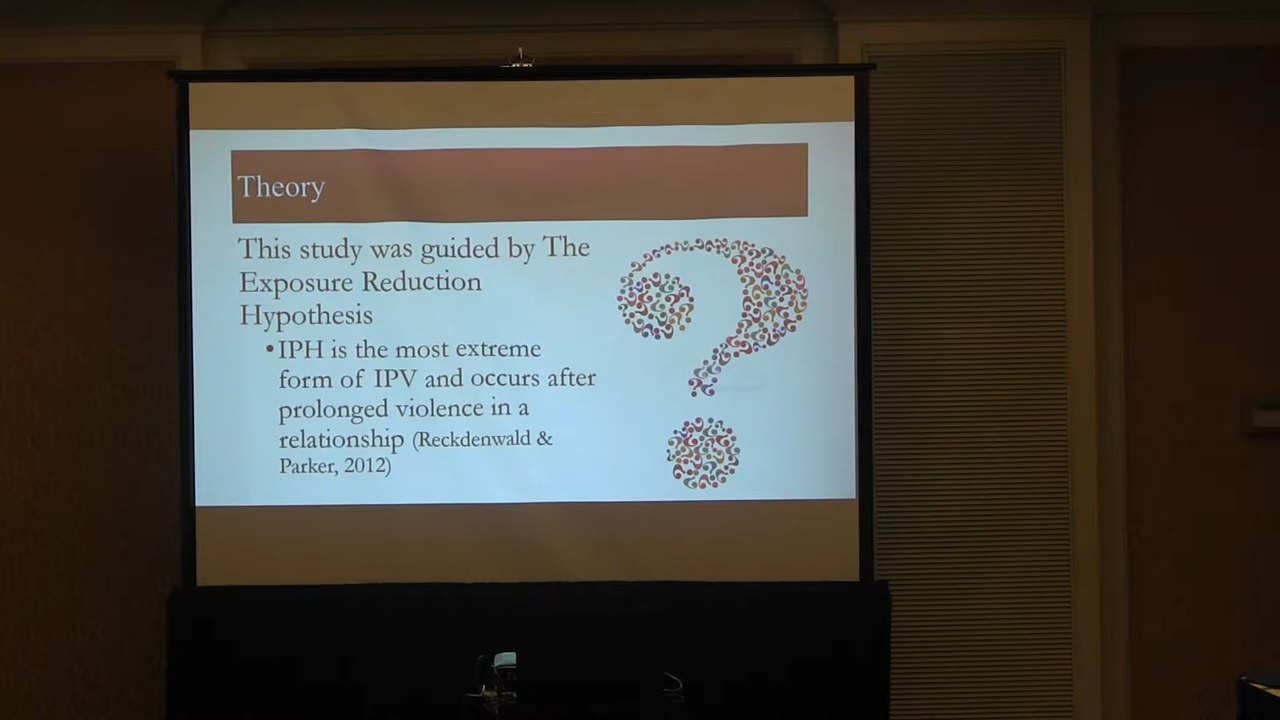 Theory
This study was guided by The
Exposure Reduction
Hypothesis
•IPH is the most extreme
form of IPV and occurs after
prolonged violence in a
relationship (Reckdenwald &
Parker, 2012)